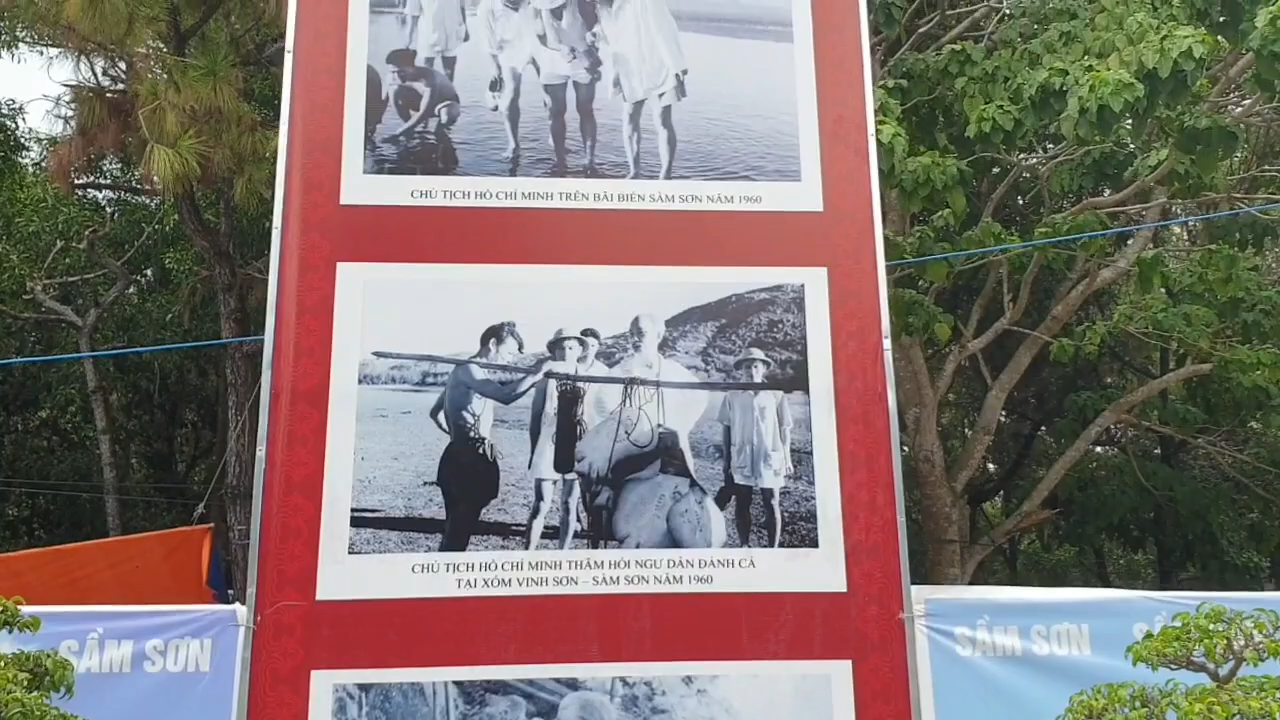 CHỦ TỊCH HỒ CHÍ MINH TRÊN BÃI BIỂN SẦM SƠN NĂM 1960
CHỦ TỊCH HỒ CHÍ MINH THĂM HỎI NGƯ DÂN ĐÁNH CÁ
TẠI XÓM VINH SƠN – SẦM SƠN NĂM 1960
SẦM SƠN
SẦM SƠN